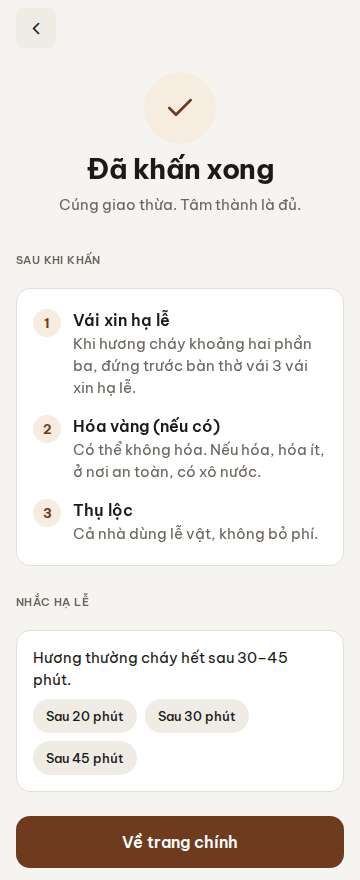 Đã khấn xong
Cúng giao thừa. Tâm thành là đủ.
SAU KHI KHẤN
1
Vái xin hạ lễ
Khi hương cháy khoảng hai phần
ba, đứng trước bàn thờ vái 3 vái
xin hạ lễ.
2
Hóa vàng (nếu có)
Có thể không hóa. Nếu hóa, hóa ít,
ở nơi an toàn, có xô nước.
3
Thụ lộc
Cả nhà dùng lễ vật, không bỏ phí.
NHẮC HẠ LỄ
Hương thường cháy hết sau 30–45
phút.
Sau 20 phút
Sau 30 phút
Sau 45 phút
Về trang chính